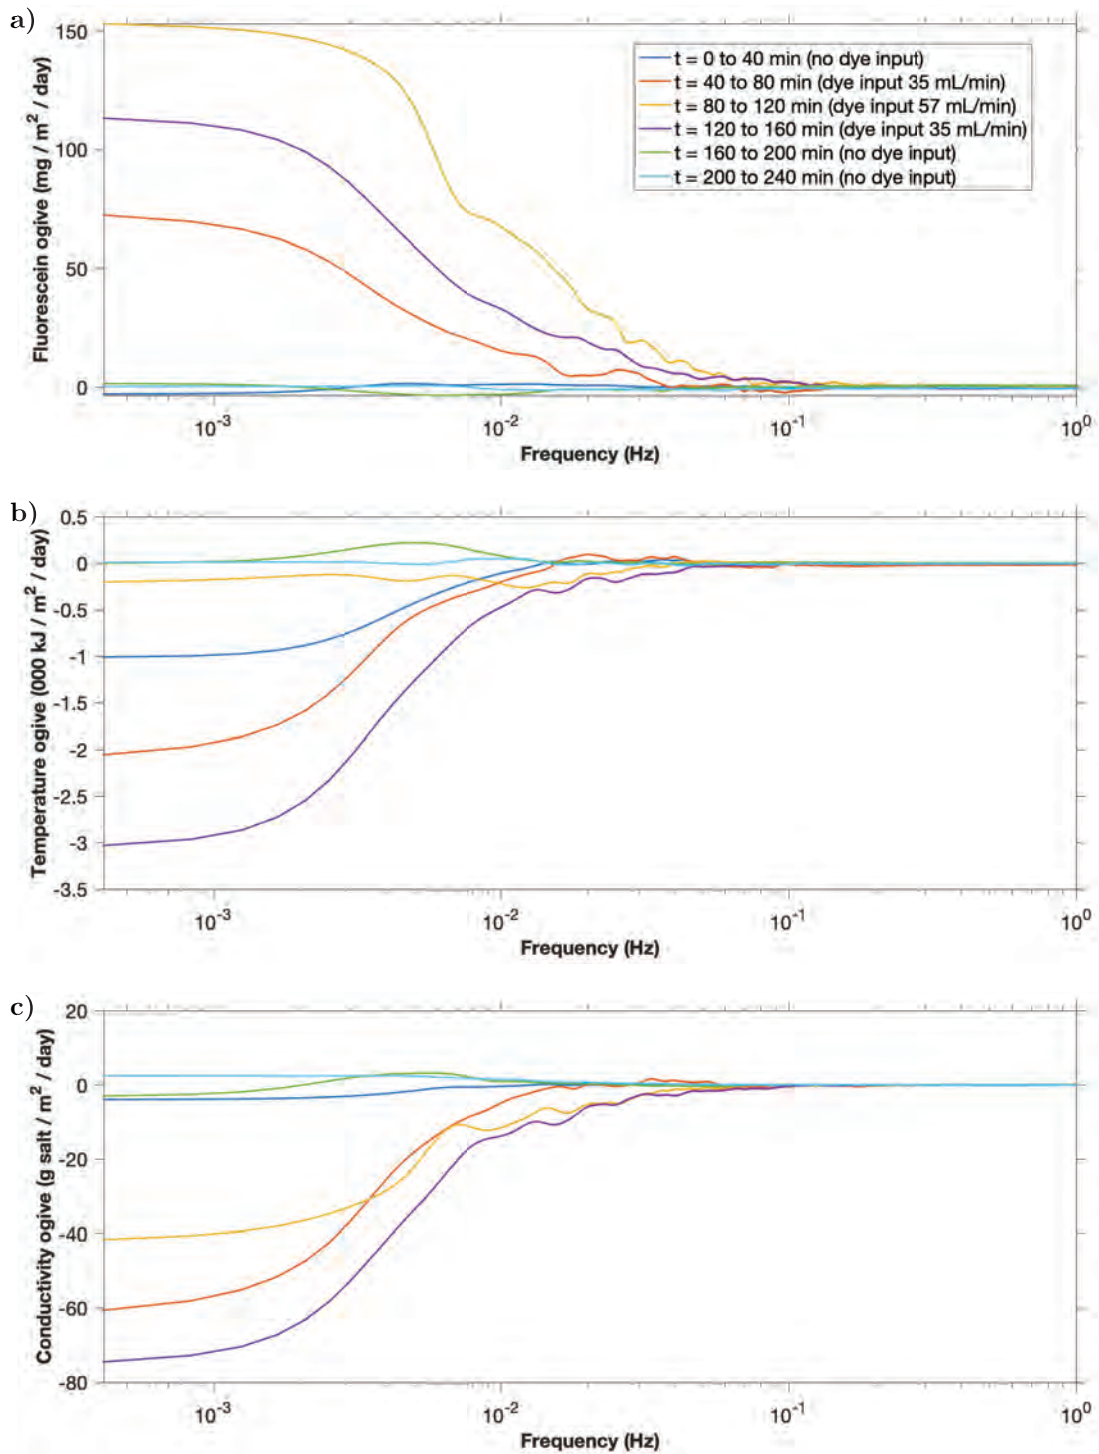 a)
Fluorescein ogive (mg / m² / day)
150
100
50
0
t = 0 to 40 min (no dye input)
t = 40 to 80 min (dye input 35 mL/min)
t = 80 to 120 min (dye input 57 mL/min)
t = 120 to 160 min (dye input 35 mL/min)
t = 160 to 200 min (no dye input)
t = 200 to 240 min (no dye input)
10⁻³ 10⁻² 10⁻¹ 10⁰
Frequency (Hz)
b)
Temperature ogive (000 kJ / m² / day)
0.5
0
-0.5
-1
-1.5
-2
-2.5
-3
-3.5
10⁻³ 10⁻² 10⁻¹ 10⁰
Frequency (Hz)
c)
Conductivity ogive (g salt / m² / day)
20
0
-20
-40
-60
-80
10⁻³ 10⁻² 10⁻¹ 10⁰
Frequency (Hz)